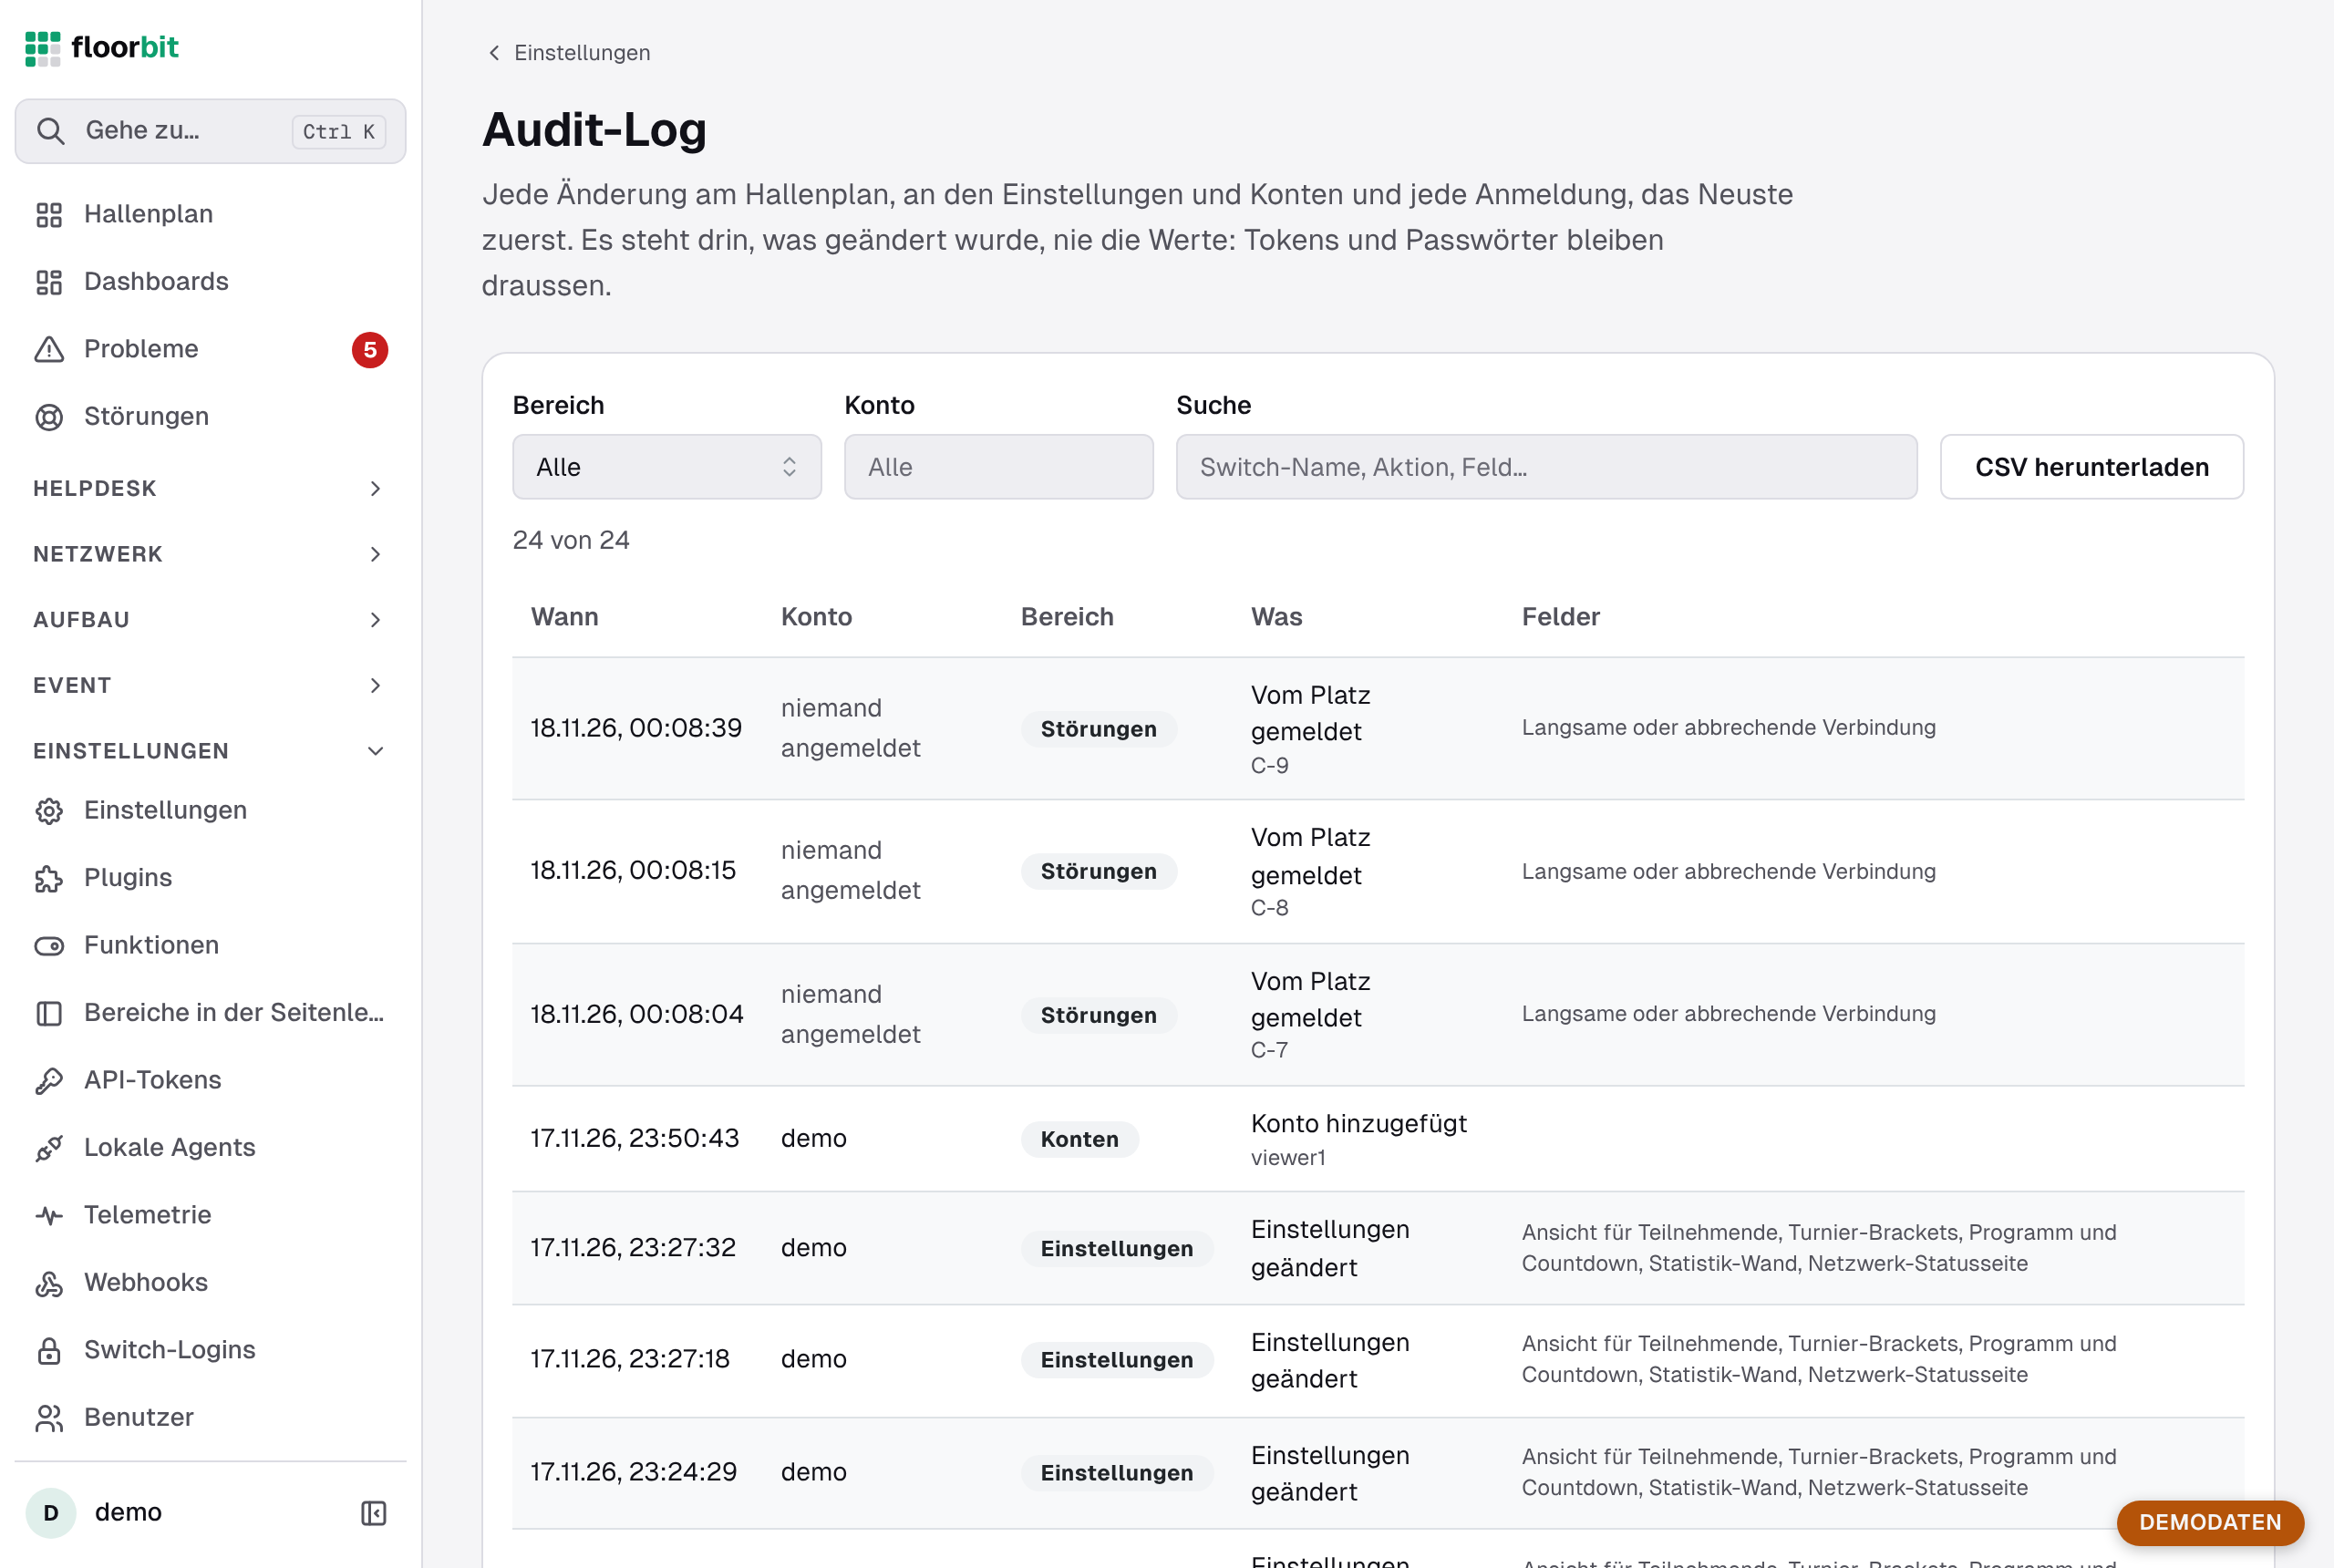 floorbit
Gehe zu...
Ctrl K
Hallenplan
Dashboards
Probleme
5
Störungen
HELPDESK
NETZWERK
AUFBAU
EVENT
EINSTELLUNGEN
Einstellungen
Plugins
Funktionen
Bereiche in der Seitenle...
API-Tokens
Lokale Agents
Telemetrie
Webhooks
Switch-Logins
Benutzer
D
demo
Einstellungen
Audit-Log
Jede Änderung am Hallenplan, an den Einstellungen und Konten und jede Anmeldung, das Neuste
zuerst. Es steht drin, was geändert wurde, nie die Werte: Tokens und Passwörter bleiben
draussen.
Bereich
Konto
Suche
Alle
Alle
Switch-Name, Aktion, Feld...
CSV herunterladen
24 von 24
Wann
Konto
Bereich
Was
Felder
18.11.26, 00:08:39
niemand
angemeldet
Störungen
Vom Platz
gemeldet
C-9
Langsame oder abbrechende Verbindung
18.11.26, 00:08:15
niemand
angemeldet
Störungen
Vom Platz
gemeldet
C-8
Langsame oder abbrechende Verbindung
18.11.26, 00:08:04
niemand
angemeldet
Störungen
Vom Platz
gemeldet
C-7
Langsame oder abbrechende Verbindung
17.11.26, 23:50:43
demo
Konten
Konto hinzugefügt
viewer1
17.11.26, 23:27:32
demo
Einstellungen
Einstellungen
geändert
Ansicht für Teilnehmende, Turnier-Brackets, Programm und
Countdown, Statistik-Wand, Netzwerk-Statusseite
17.11.26, 23:27:18
demo
Einstellungen
Einstellungen
geändert
Ansicht für Teilnehmende, Turnier-Brackets, Programm und
Countdown, Statistik-Wand, Netzwerk-Statusseite
17.11.26, 23:24:29
demo
Einstellungen
Einstellungen
geändert
Ansicht für Teilnehmende, Turnier-Brackets, Programm und
Countdown, Statistik-Wand, Netzwerk-Statusseite
DEMODATEN
Einstellungen
Ansicht für Teilnehmende, Turnier-Brackets, Programm und